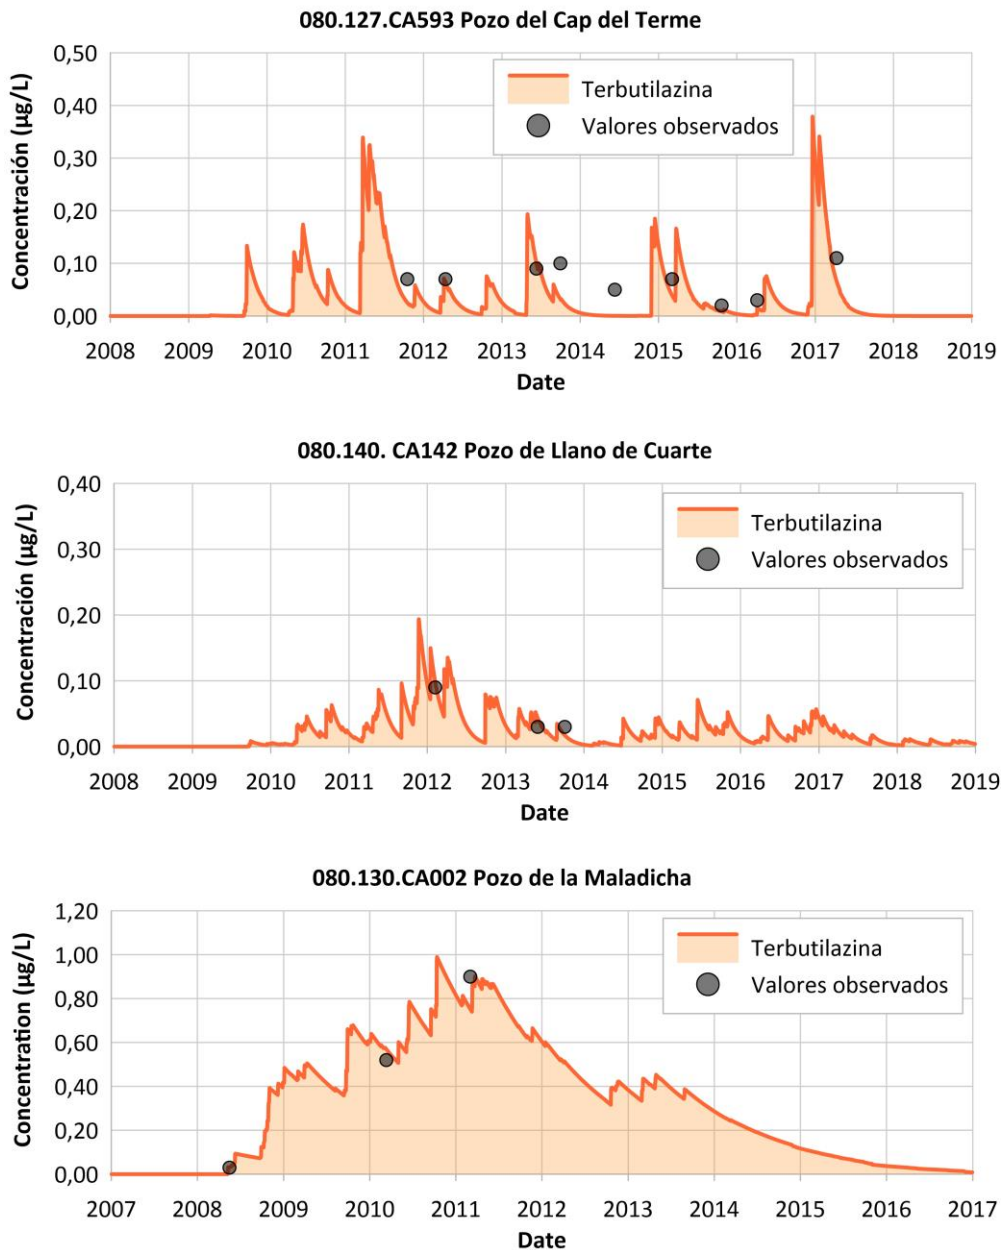 080.127.CA593 Pozo del Cap del Terme
Concentración (µg/L)
0,50
0,40
0,30
0,20
0,10
0,00
Terbutilazina
Valores observados
2008 2009 2010 2011 2012 2013 2014 2015 2016 2017 2018 2019
Date
080.140. CA142 Pozo de Llano de Cuarte
Concentración (µg/L)
0,40
0,30
0,20
0,10
0,00
Terbutilazina
Valores observados
2008 2009 2010 2011 2012 2013 2014 2015 2016 2017 2018 2019
Date
080.130.CA002 Pozo de la Maladicha
Concentration (µg/L)
1,20
1,00
0,80
0,60
0,40
0,20
0,00
Terbutilazina
Valores observados
2007 2008 2009 2010 2011 2012 2013 2014 2015 2016 2017
Date